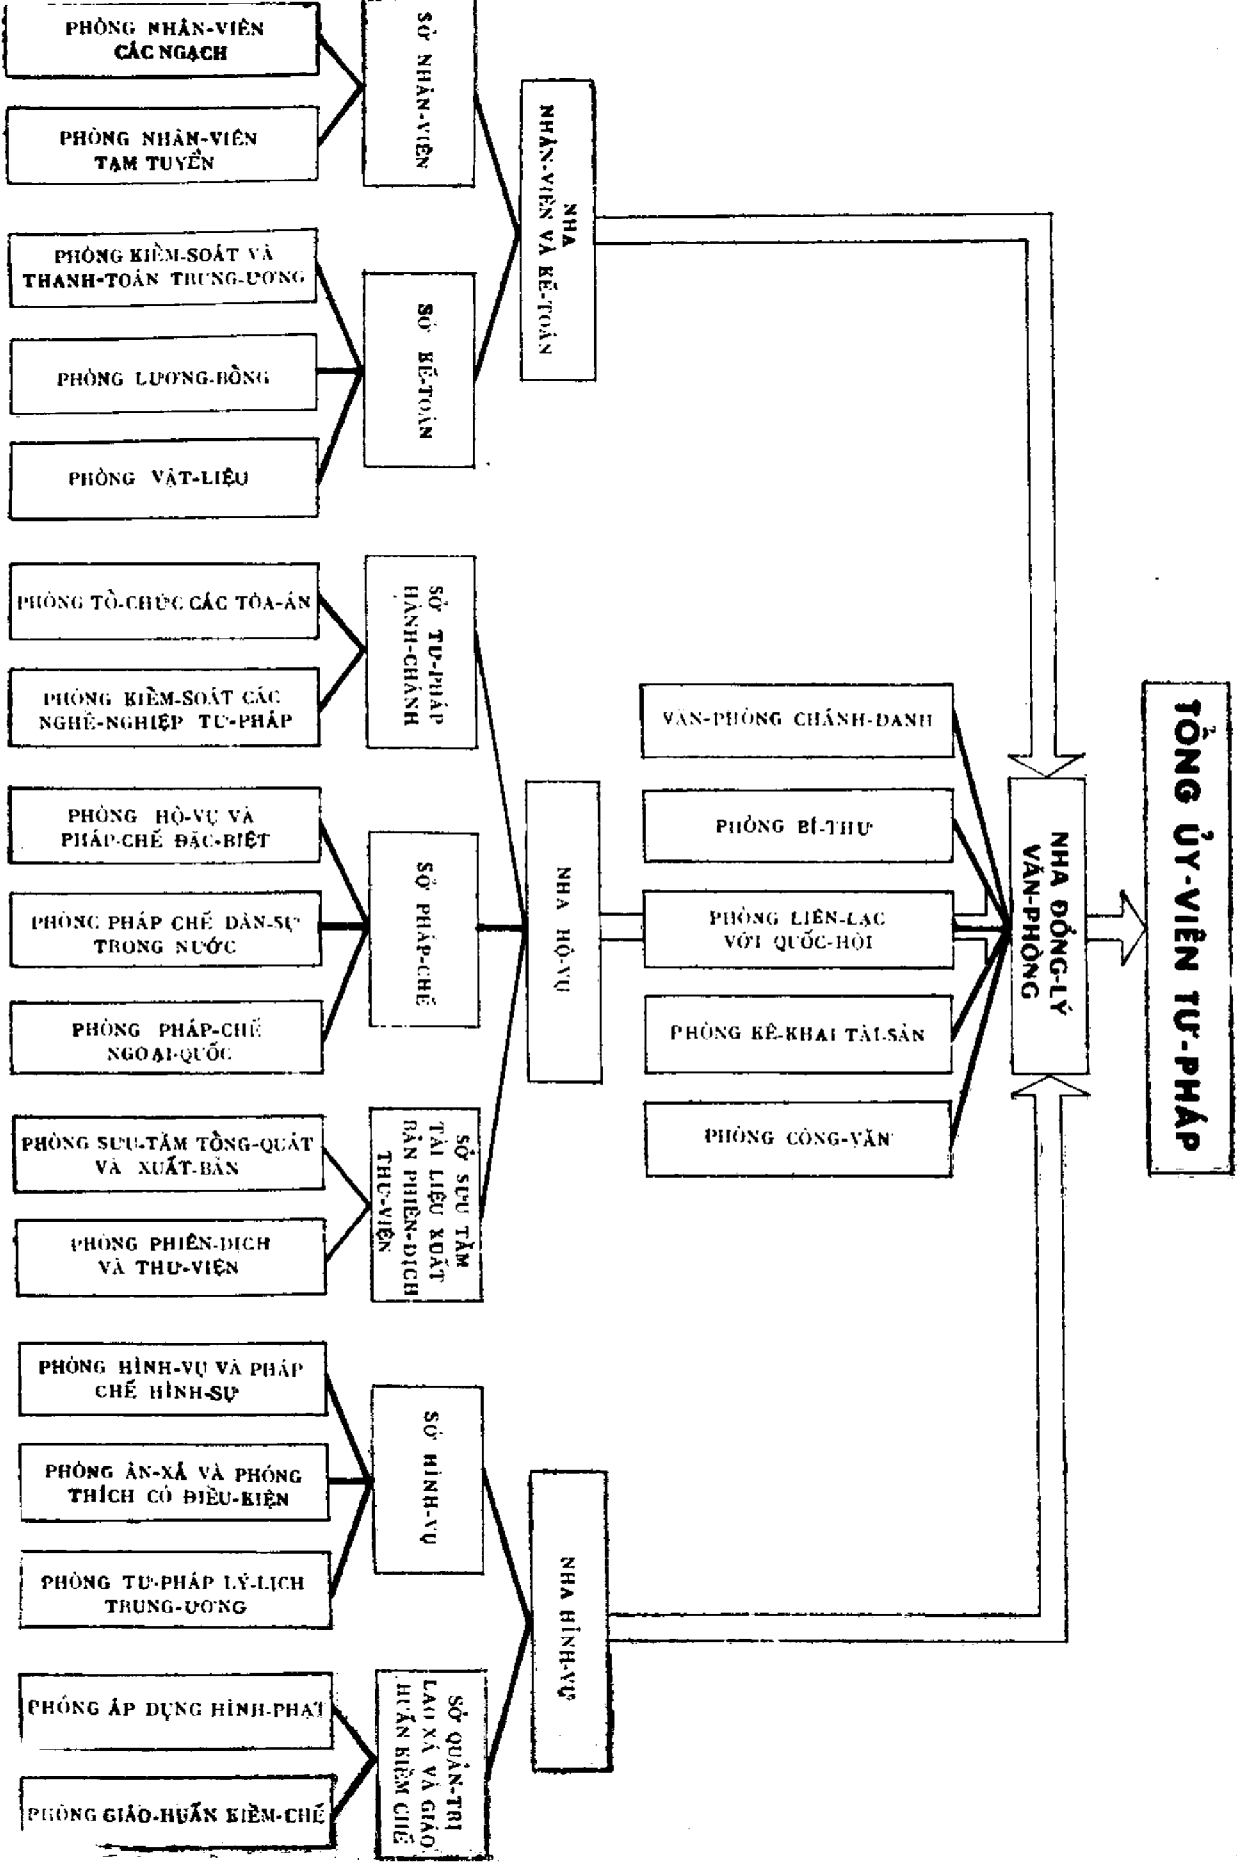 TỔNG ỦY-VIÊN TƯ-PHÁP
NHA ĐỔNG-LÝ
VĂN-PHÒNG
VĂN-PHÒNG CHÁNH-DANH
PHÒNG BÍ-THƯ
PHÒNG LIÊN-LẠC
VỚI QUỐC-HỘI
PHÒNG KÊ-KHAI TÀI-SẢN
PHÒNG CÔNG-VĂN
NHA
NHÂN-VIÊN VÀ KẾ-TOÁN
SỞ NHÂN-VIÊN
PHÒNG NHÂN-VIÊN
CÁC NGẠCH
PHÒNG NHÂN-VIÊN
TẠM TUYỂN
SỞ KẾ-TOÁN
PHÒNG KIỂM-SOÁT VÀ
THANH-TOÁN TRUNG-ƯƠNG
PHÒNG LƯƠNG-BỔNG
PHÒNG VẬT-LIỆU
NHA HỘ-VỤ
SỞ TƯ-PHÁP
HÀNH-CHÁNH
PHÒNG TỔ-CHỨC CÁC TÒA-ÁN
PHÒNG KIỂM-SOÁT CÁC
NGHỀ-NGHIỆP TƯ-PHÁP
SỞ PHÁP-CHẾ
PHÒNG HỘ-VỤ VÀ
PHÁP-CHẾ ĐẶC-BIỆT
PHÒNG PHÁP CHẾ DÂN-SỰ
TRONG NƯỚC
PHÒNG PHÁP-CHẾ
NGOẠI-QUỐC
SỞ SƯU TẦM
TÀI LIỆU XUẤT
BẢN PHIÊN-DỊCH
THƯ-VIỆN
PHÒNG SƯU-TẦM TỔNG-QUÁT
VÀ XUẤT-BẢN
PHÒNG PHIÊN-DỊCH
VÀ THƯ-VIỆN
NHA HÌNH-VỤ
SỞ HÌNH-VỤ
PHÒNG HÌNH-VỤ VÀ PHÁP
CHẾ HÌNH-SỰ
PHÒNG ÂN-XÁ VÀ PHÓNG
THÍCH CÓ ĐIỀU-KIỆN
PHÒNG TƯ-PHÁP LÝ-LỊCH
TRUNG-ƯƠNG
SỞ QUẢN-TRỊ
LAO XÁ VÀ GIÁO
HUẤN KIỀM CHẾ
PHÒNG ÁP DỤNG HÌNH-PHẠT
PHÒNG GIÁO-HUẤN KIỀM-CHẾ